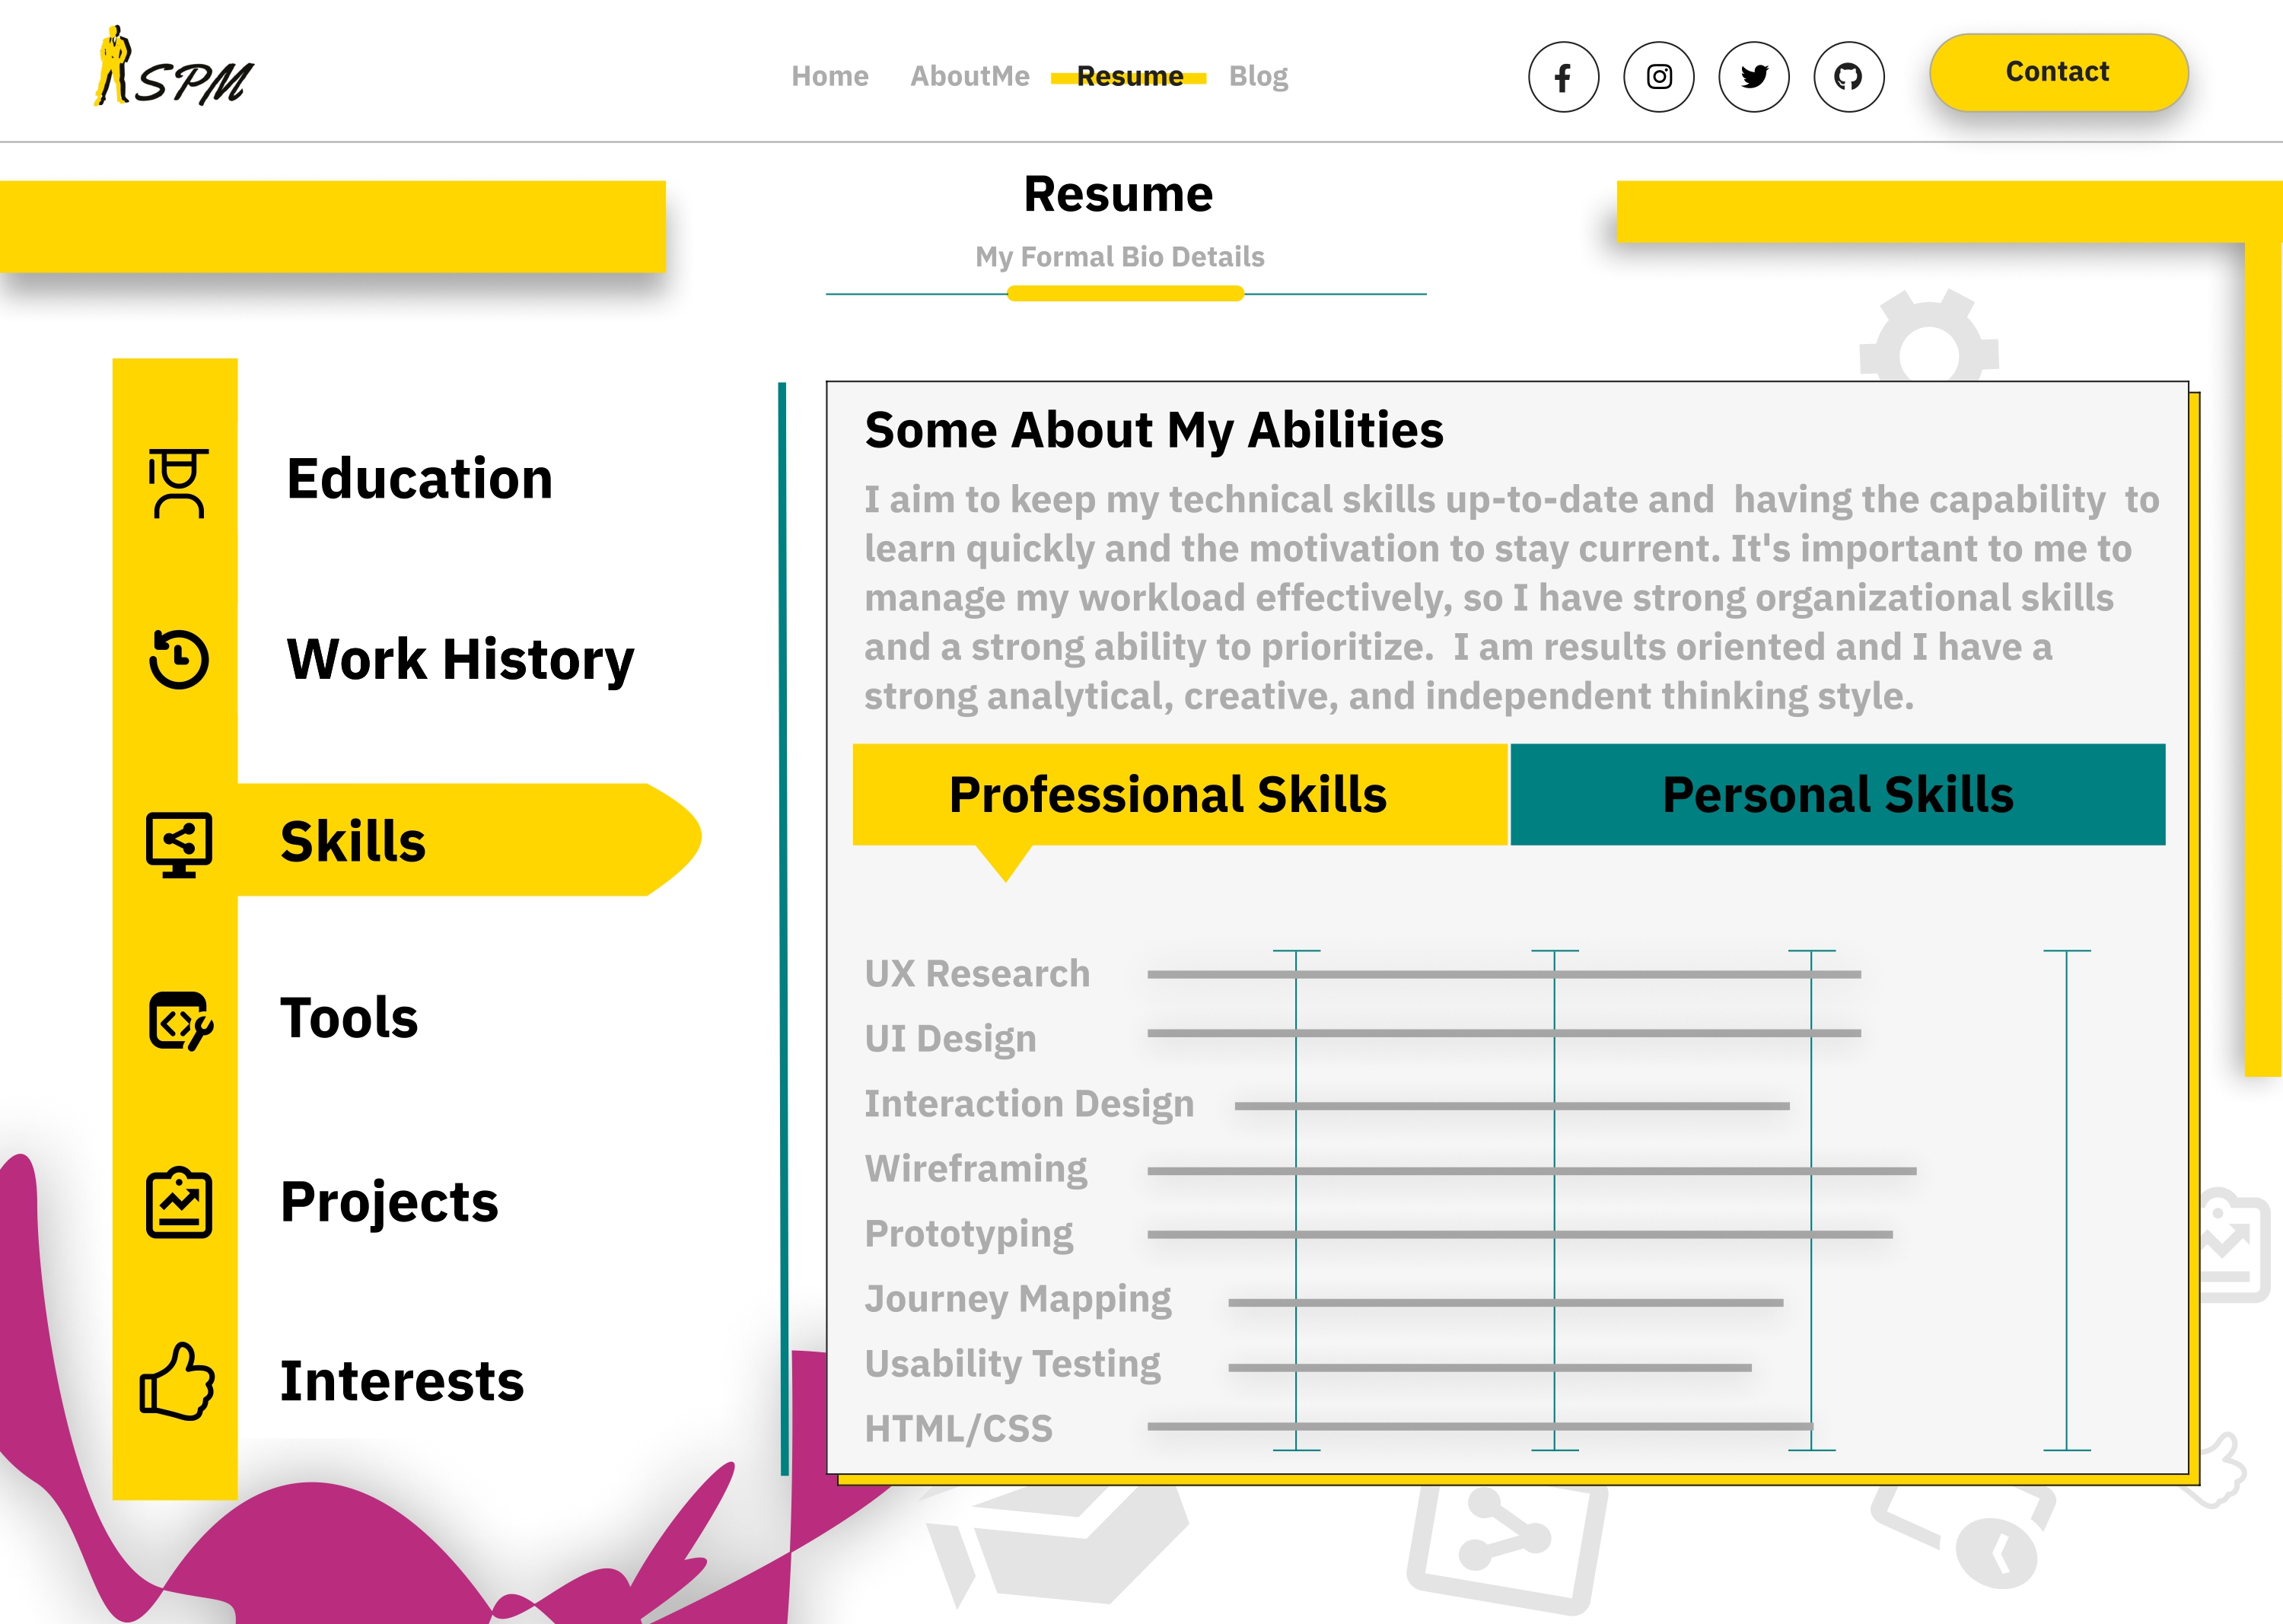 SPM
Home AboutMe Resume Blog
Contact
Resume
My Formal Bio Details
Education
Work History
Skills
Tools
Projects
Interests
Some About My Abilities
I aim to keep my technical skills up-to-date and  having the capability  to
learn quickly and the motivation to stay current. It's important to me to
manage my workload effectively, so I have strong organizational skills
and a strong ability to prioritize.  I am results oriented and I have a
strong analytical, creative, and independent thinking style.
Professional Skills
Personal Skills
UX Research
UI Design
Interaction Design
Wireframing
Prototyping
Journey Mapping
Usability Testing
HTML/CSS